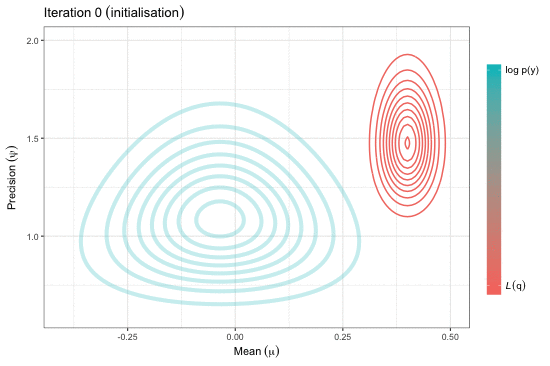 Iteration 0 (initialisation)
2.0
1.5
1.0
Precision (ψ)
-0.25
0.00
0.25
0.50
Mean (μ)
log p(y)
L(q)